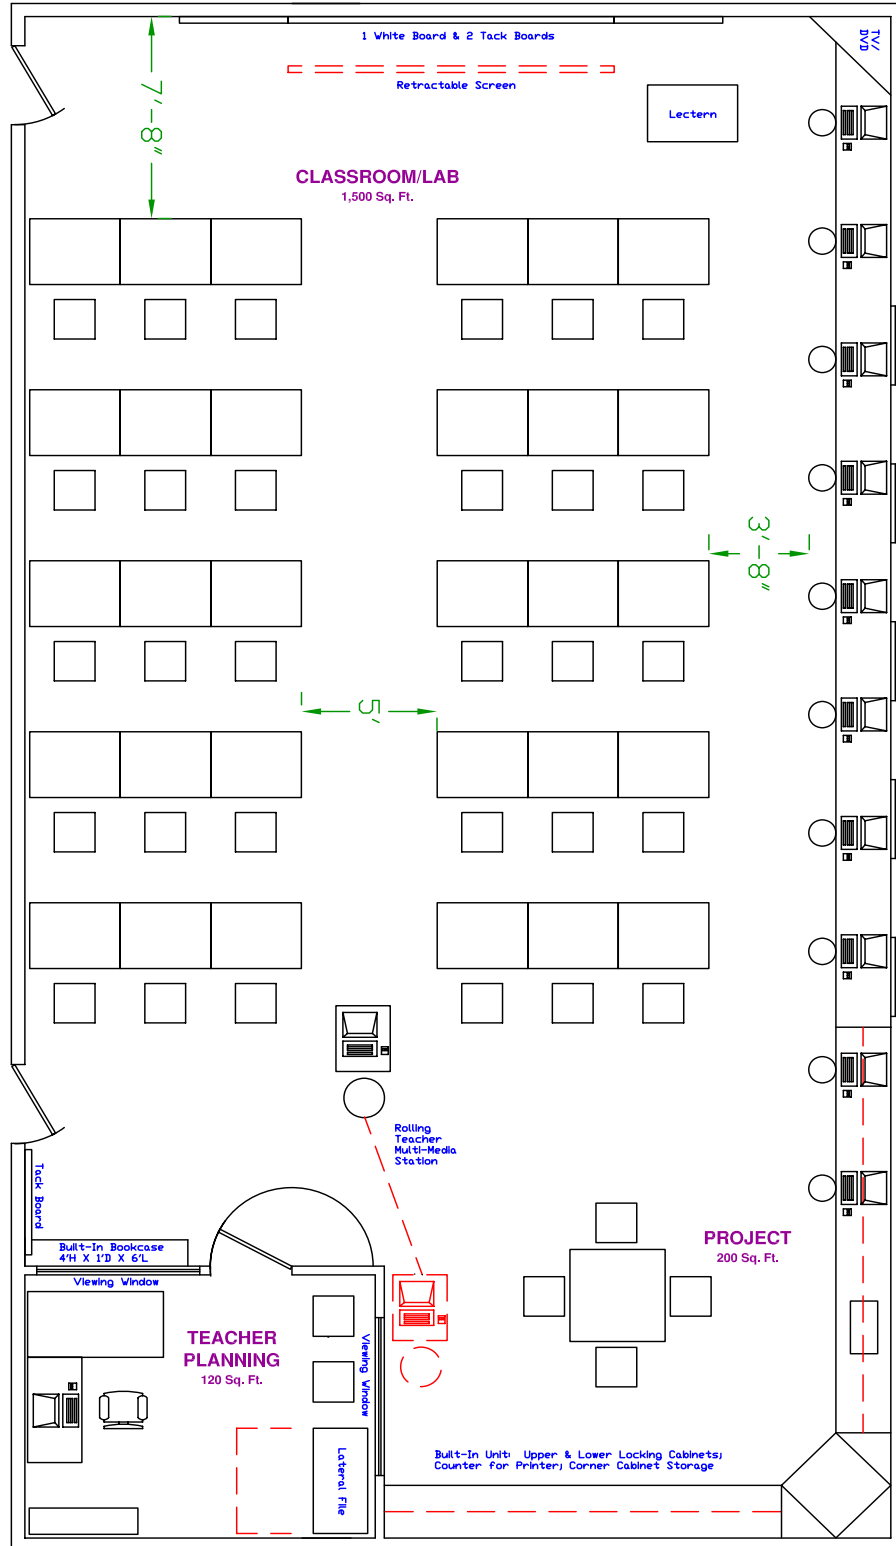 1 White Board & 2 Tack Boards
TV/
DVD
Retractable Screen
Lectern
7'-8"
CLASSROOM/LAB
1,500 Sq. Ft.
3'-8"
5'
Rolling
Teacher
Multi-Media
Station
Tack Board
Built-In Bookcase
4'H X 1'D X 6'L
Viewing Window
PROJECT
200 Sq. Ft.
TEACHER
PLANNING
120 Sq. Ft.
Viewing Window
Lateral File
Built-In Unit: Upper & Lower Locking Cabinets;
Counter for Printer; Corner Cabinet Storage